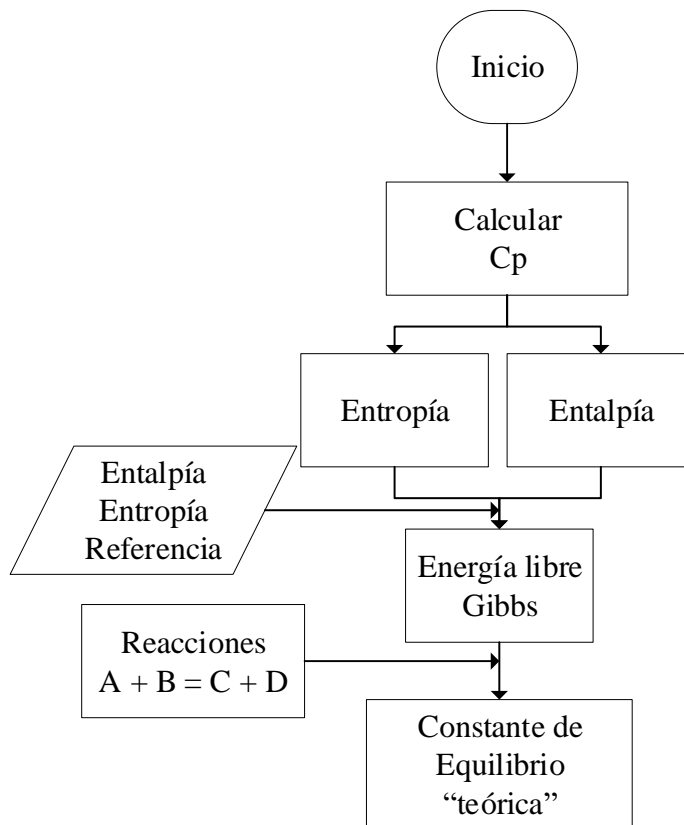 Inicio
Calcular
Cp
Entropía
Entalpía
Entalpía
Entropía
Referencia
Energía libre
Gibbs
Reacciones
A + B = C + D
Constante de
Equilibrio
“teórica”